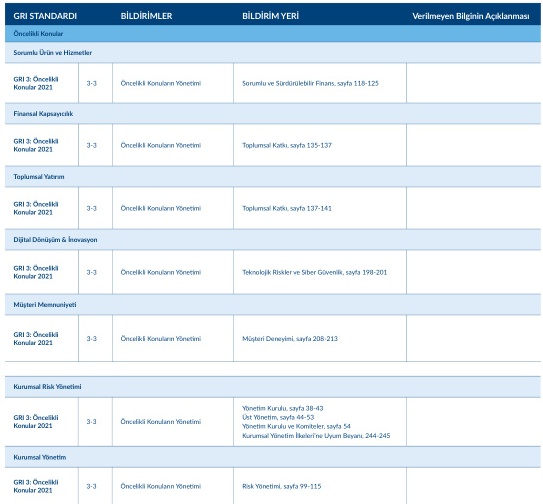 GRI STANDARDI BİLDİRİMLER BİLDİRİM YERİ Verilmeyen Bilginin Açıklanması
Öncelikli Konular
Sorumlu Ürün ve Hizmetler
GRI 3: Öncelikli
Konular 2021 3-3 Öncelikli Konuların Yönetimi Sorumlu ve Sürdürülebilir Finans, sayfa 118-125
Finansal Kapsayıcılık
GRI 3: Öncelikli
Konular 2021 3-3 Öncelikli Konuların Yönetimi Toplumsal Katkı, sayfa 135-137
Toplumsal Yatırım
GRI 3: Öncelikli
Konular 2021 3-3 Öncelikli Konuların Yönetimi Toplumsal Katkı, sayfa 137-141
Dijital Dönüşüm & İnovasyon
GRI 3: Öncelikli
Konular 2021 3-3 Öncelikli Konuların Yönetimi Teknolojik Riskler ve Siber Güvenlik, sayfa 198-201
Müşteri Memnuniyeti
GRI 3: Öncelikli
Konular 2021 3-3 Öncelikli Konuların Yönetimi Müşteri Deneyimi, sayfa 208-213
Kurumsal Risk Yönetimi
GRI 3: Öncelikli
Konular 2021 3-3 Öncelikli Konuların Yönetimi
Yönetim Kurulu, sayfa 38-43
Üst Yönetim, sayfa 44-53
Yönetim Kurulu ve Komiteler, sayfa 54
Kurumsal Yönetim İlkeleri'ne Uyum Beyanı, 244-245
Kurumsal Yönetim
GRI 3: Öncelikli
Konular 2021 3-3 Öncelikli Konuların Yönetimi Risk Yönetimi, sayfa 99-115